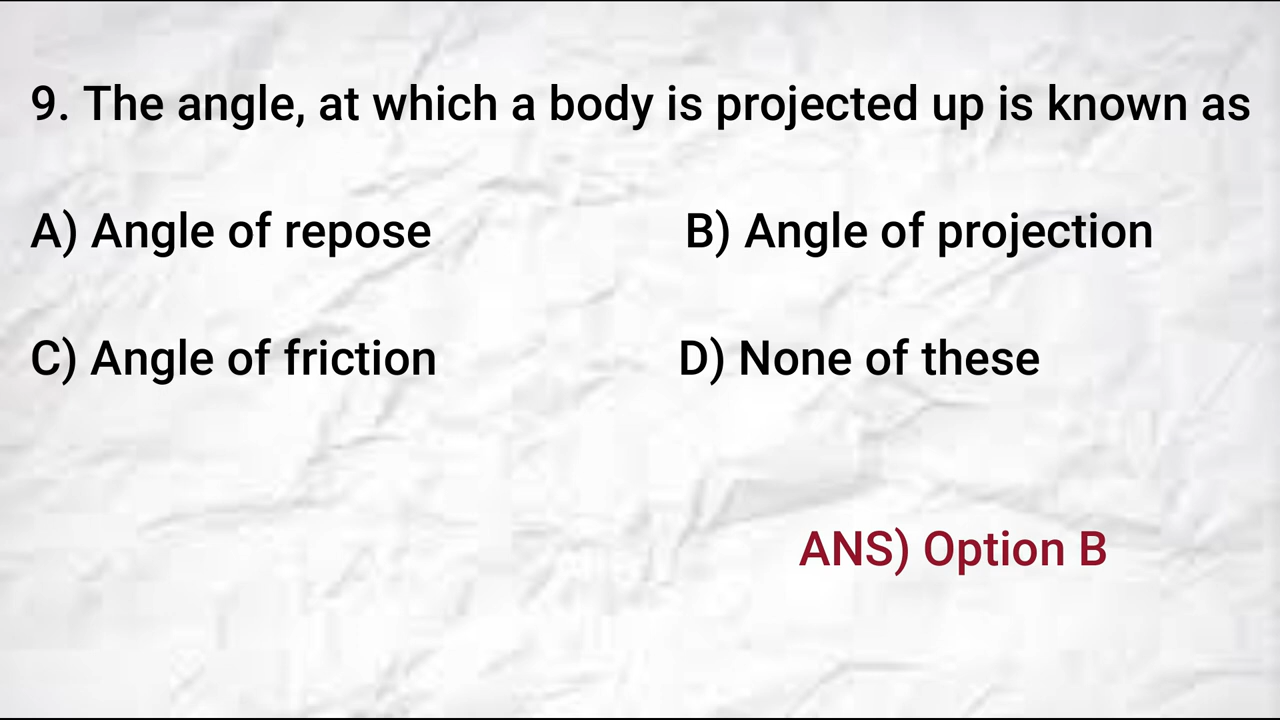 9. The angle, at which a body is projected up is known as
A) Angle of repose B) Angle of projection
C) Angle of friction D) None of these
ANS) Option B